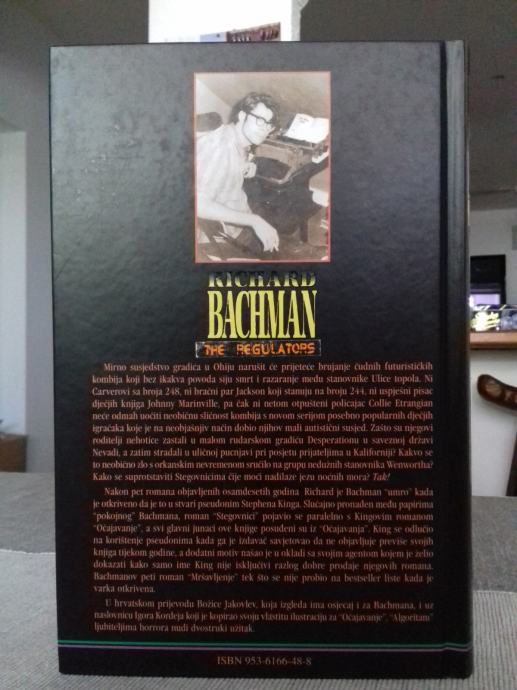 RICHARD
BACHMAN
THE REGULATORS
Mirno susjedstvo gradića u Ohiju narušit će prijeteće brujanje čudnih futurističkih
kombija koji bez ikakva povoda siju smrt i razaranje među stanovnike Ulice topola. Ni
Carverovi sa broja 248, ni bračni par Jackson koji stanuju na broju 244, ni uspješni pisac
dječjih knjiga Johnny Marinville, pa čak ni netom otpušteni policajac Collie Etrangian
neće odmah uočiti neobičnu sličnost kombija s novom serijom posebno popularnih dječjih
igračaka koje je na neobjašnjiv način dobio njihov mali autistični susjed. Zašto su njegovi
roditelji nehotice zastali u malom rudarskom gradiću Desperationu u saveznoj državi
Nevadi, a zatim stradali u uličnoj pucnjavi pri posjetu prijateljima u Kaliforniji? Kakvo se
to neobično zlo s orkanskim nevremenom sručilo na grupu nedužnih stanovnika Wenwortha?
Kako se suprotstaviti Stegovnicima čije moći nadilaze jezu noćnih mora? Tak!
Nakon pet romana objavljenih osamdesetih godina Richard je Bachman "umro" kada
je otkriveno da je to u stvari pseudonim Stephena Kinga. Slučajno pronađen među papirima
"pokojnog" Bachmana, roman "Stegovnici" pojavio se paralelno s Kingovim romanom
"Očajavanje", a svi glavni junaci ove knjige posuđeni su iz "Očajavanja". King se odlučio
na korištenje pseudonima kada ga je izdavač savjetovao da ne objavljuje previše svojih
knjiga tijekom godine, a dodatni motiv našao je u okladi sa svojim agentom kojem je želio
dokazati kako samo ime King nije isključivi razlog dobre prodaje njegovih romana.
Bachmanov peti roman "Mršavljenje" tek što se nije probio na bestseller liste kada je
varka otkrivena.
U hrvatskom prijevodu Božice Jakovlev, koja izgleda ima osjećaj i za Bachmana, i uz
naslovnicu Igora Kordeja koji je kopirao svoju vlastitu ilustraciju za "Očajavanje", "Algoritam"
ljubiteljima horrora nudi dvostruki užitak.
ISBN 953-6166-48-8